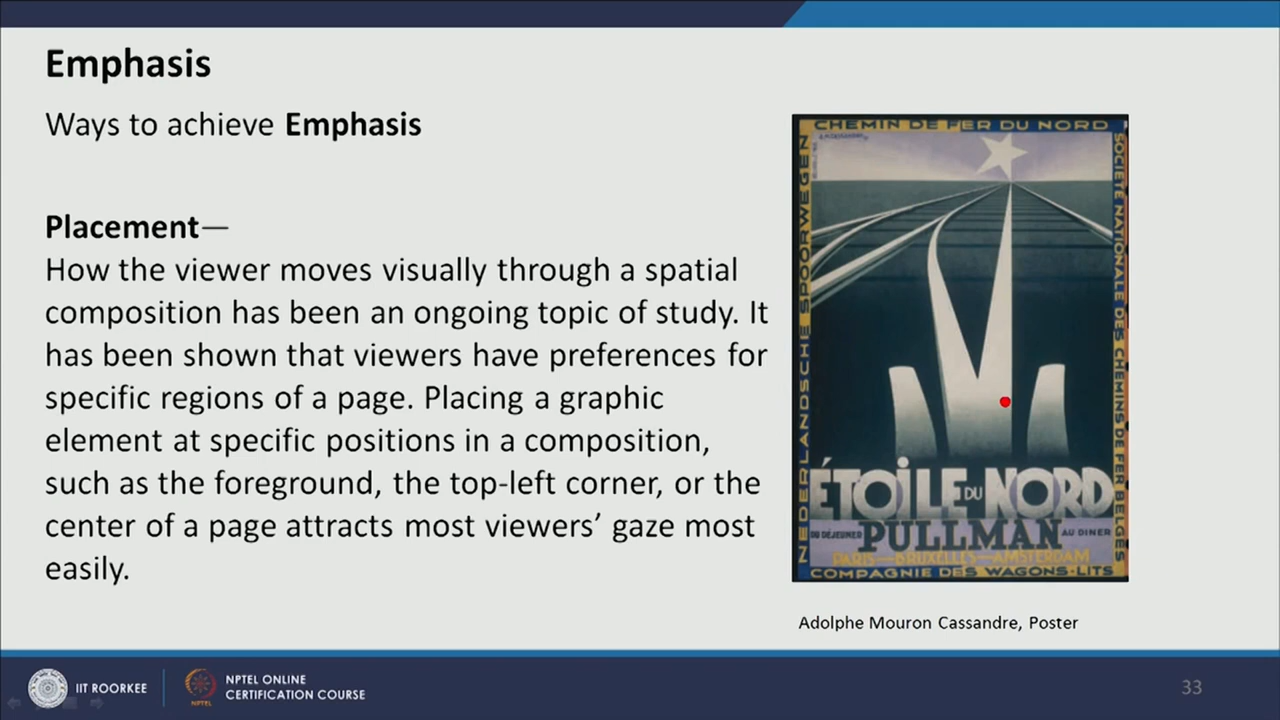 Emphasis
Ways to achieve Emphasis
Placement—
How the viewer moves visually through a spatial
composition has been an ongoing topic of study. It
has been shown that viewers have preferences for
specific regions of a page. Placing a graphic
element at specific positions in a composition,
such as the foreground, the top-left corner, or the
center of a page attracts most viewers’ gaze most
easily.
CHEMIN DE FER DU NORD
NEDERLANDSCHE SPOORWEGEN
SOCIÉTÉ NATIONALE DES CHEMINS DE FER BELGES
ÉTOILE DU NORD
DU DÉJEUNER PULLMAN AU DINER
PARIS—BRUXELLES—AMSTERDAM
COMPAGNIE DES WAGONS-LITS
Adolphe Mouron Cassandre, Poster
IIT ROORKEE
NPTEL
NPTEL ONLINE
CERTIFICATION COURSE
33